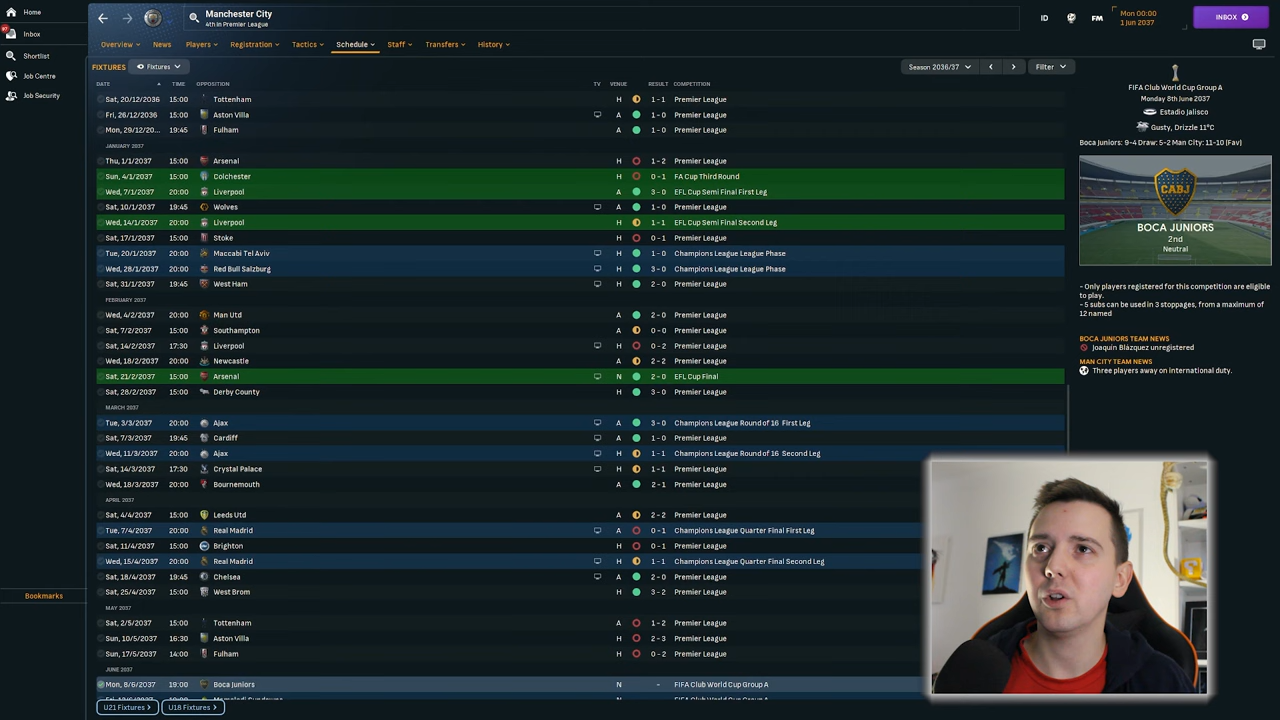 Home
Inbox
97
Shortlist
Job Centre
Job Security
Bookmarks
Manchester City
4th in Premier League
ID
FM
Mon 00:00
1 Jun 2037
INBOX
Overview
News
Players
Registration
Tactics
Schedule
Staff
Transfers
History
FIXTURES Fixtures
Season 2036/37
Filter
DATE TIME OPPOSITION TV VENUE RESULT COMPETITION
Sat, 20/12/2036 15:00 Tottenham H 1 - 1 Premier League
Fri, 26/12/2036 15:00 Aston Villa A 1 - 0 Premier League
Mon, 29/12/20... 19:45 Fulham A 1 - 0 Premier League
JANUARY 2037
Thu, 1/1/2037 15:00 Arsenal H 1 - 2 Premier League
Sun, 4/1/2037 15:00 Colchester H 0 - 1 FA Cup Third Round
Wed, 7/1/2037 20:00 Liverpool A 3 - 0 EFL Cup Semi Final First Leg
Sat, 10/1/2037 19:45 Wolves A 1 - 0 Premier League
Wed, 14/1/2037 20:00 Liverpool H 1 - 1 EFL Cup Semi Final Second Leg
Sat, 17/1/2037 15:00 Stoke H 0 - 1 Premier League
Tue, 20/1/2037 20:00 Maccabi Tel Aviv H 1 - 0 Champions League League Phase
Wed, 28/1/2037 20:00 Red Bull Salzburg H 3 - 0 Champions League League Phase
Sat, 31/1/2037 19:45 West Ham H 2 - 0 Premier League
FEBRUARY 2037
Wed, 4/2/2037 20:00 Man Utd A 2 - 0 Premier League
Sat, 7/2/2037 15:00 Southampton A 0 - 0 Premier League
Sat, 14/2/2037 17:30 Liverpool H 0 - 2 Premier League
Wed, 18/2/2037 20:00 Newcastle A 2 - 2 Premier League
Sat, 21/2/2037 15:00 Arsenal N 2 - 0 EFL Cup Final
Sat, 28/2/2037 15:00 Derby County H 3 - 0 Premier League
MARCH 2037
Tue, 3/3/2037 20:00 Ajax A 3 - 0 Champions League Round of 16 First Leg
Sat, 7/3/2037 19:45 Cardiff A 1 - 0 Premier League
Wed, 11/3/2037 20:00 Ajax H 1 - 1 Champions League Round of 16 Second Leg
Sat, 14/3/2037 17:30 Crystal Palace H 1 - 1 Premier League
Wed, 18/3/2037 20:00 Bournemouth A 2 - 1 Premier League
APRIL 2037
Sat, 4/4/2037 15:00 Leeds Utd A 2 - 2 Premier League
Tue, 7/4/2037 20:00 Real Madrid A 0 - 1 Champions League Quarter Final First Leg
Sat, 11/4/2037 15:00 Brighton H 0 - 1 Premier League
Wed, 15/4/2037 20:00 Real Madrid H 1 - 1 Champions League Quarter Final Second Leg
Sat, 18/4/2037 19:45 Chelsea A 2 - 0 Premier League
Sat, 25/4/2037 15:00 West Brom H 3 - 2 Premier League
MAY 2037
Sat, 2/5/2037 15:00 Tottenham A 1 - 2 Premier League
Sun, 10/5/2037 16:30 Aston Villa H 2 - 3 Premier League
Sun, 17/5/2037 14:00 Fulham H 0 - 2 Premier League
JUNE 2037
Mon, 8/6/2037 19:00 Boca Juniors N - FIFA Club World Cup Group A
U21 Fixtures
U18 Fixtures
FIFA Club World Cup Group A
Monday 8th June 2037
Estadio Jalisco
Gusty, Drizzle 11°C
Boca Juniors: 9-4 Draw: 5-2 Man City: 11-10 (Fav)
CABJ
BOCA JUNIORS
2nd
Neutral
- Only players registered for this competition are eligible
to play.
- 5 subs can be used in 3 stoppages, from a maximum of
12 named
BOCA JUNIORS TEAM NEWS
Joaquín Blázquez unregistered
MAN CITY TEAM NEWS
Three players away on international duty.